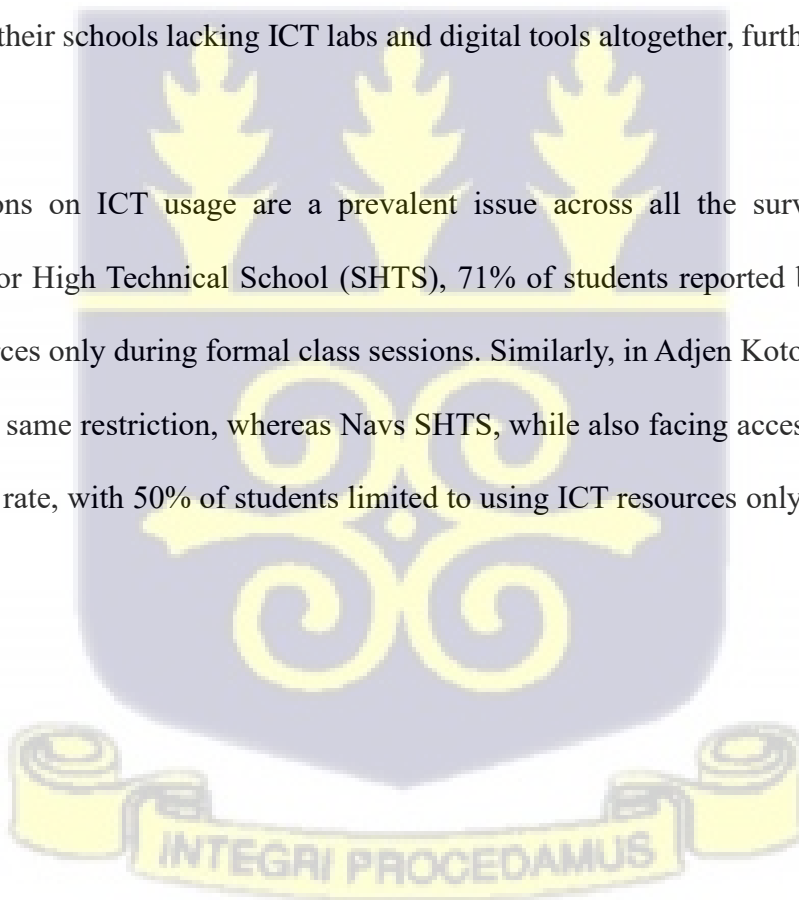 their schools lacking ICT labs and digital tools altogether, furth
ons on ICT usage are a prevalent issue across all the surv
or High Technical School (SHTS), 71% of students reported b
rces only during formal class sessions. Similarly, in Adjen Koto
same restriction, whereas Navs SHTS, while also facing acces
rate, with 50% of students limited to using ICT resources only
INTEGRI PROCEDAMUS